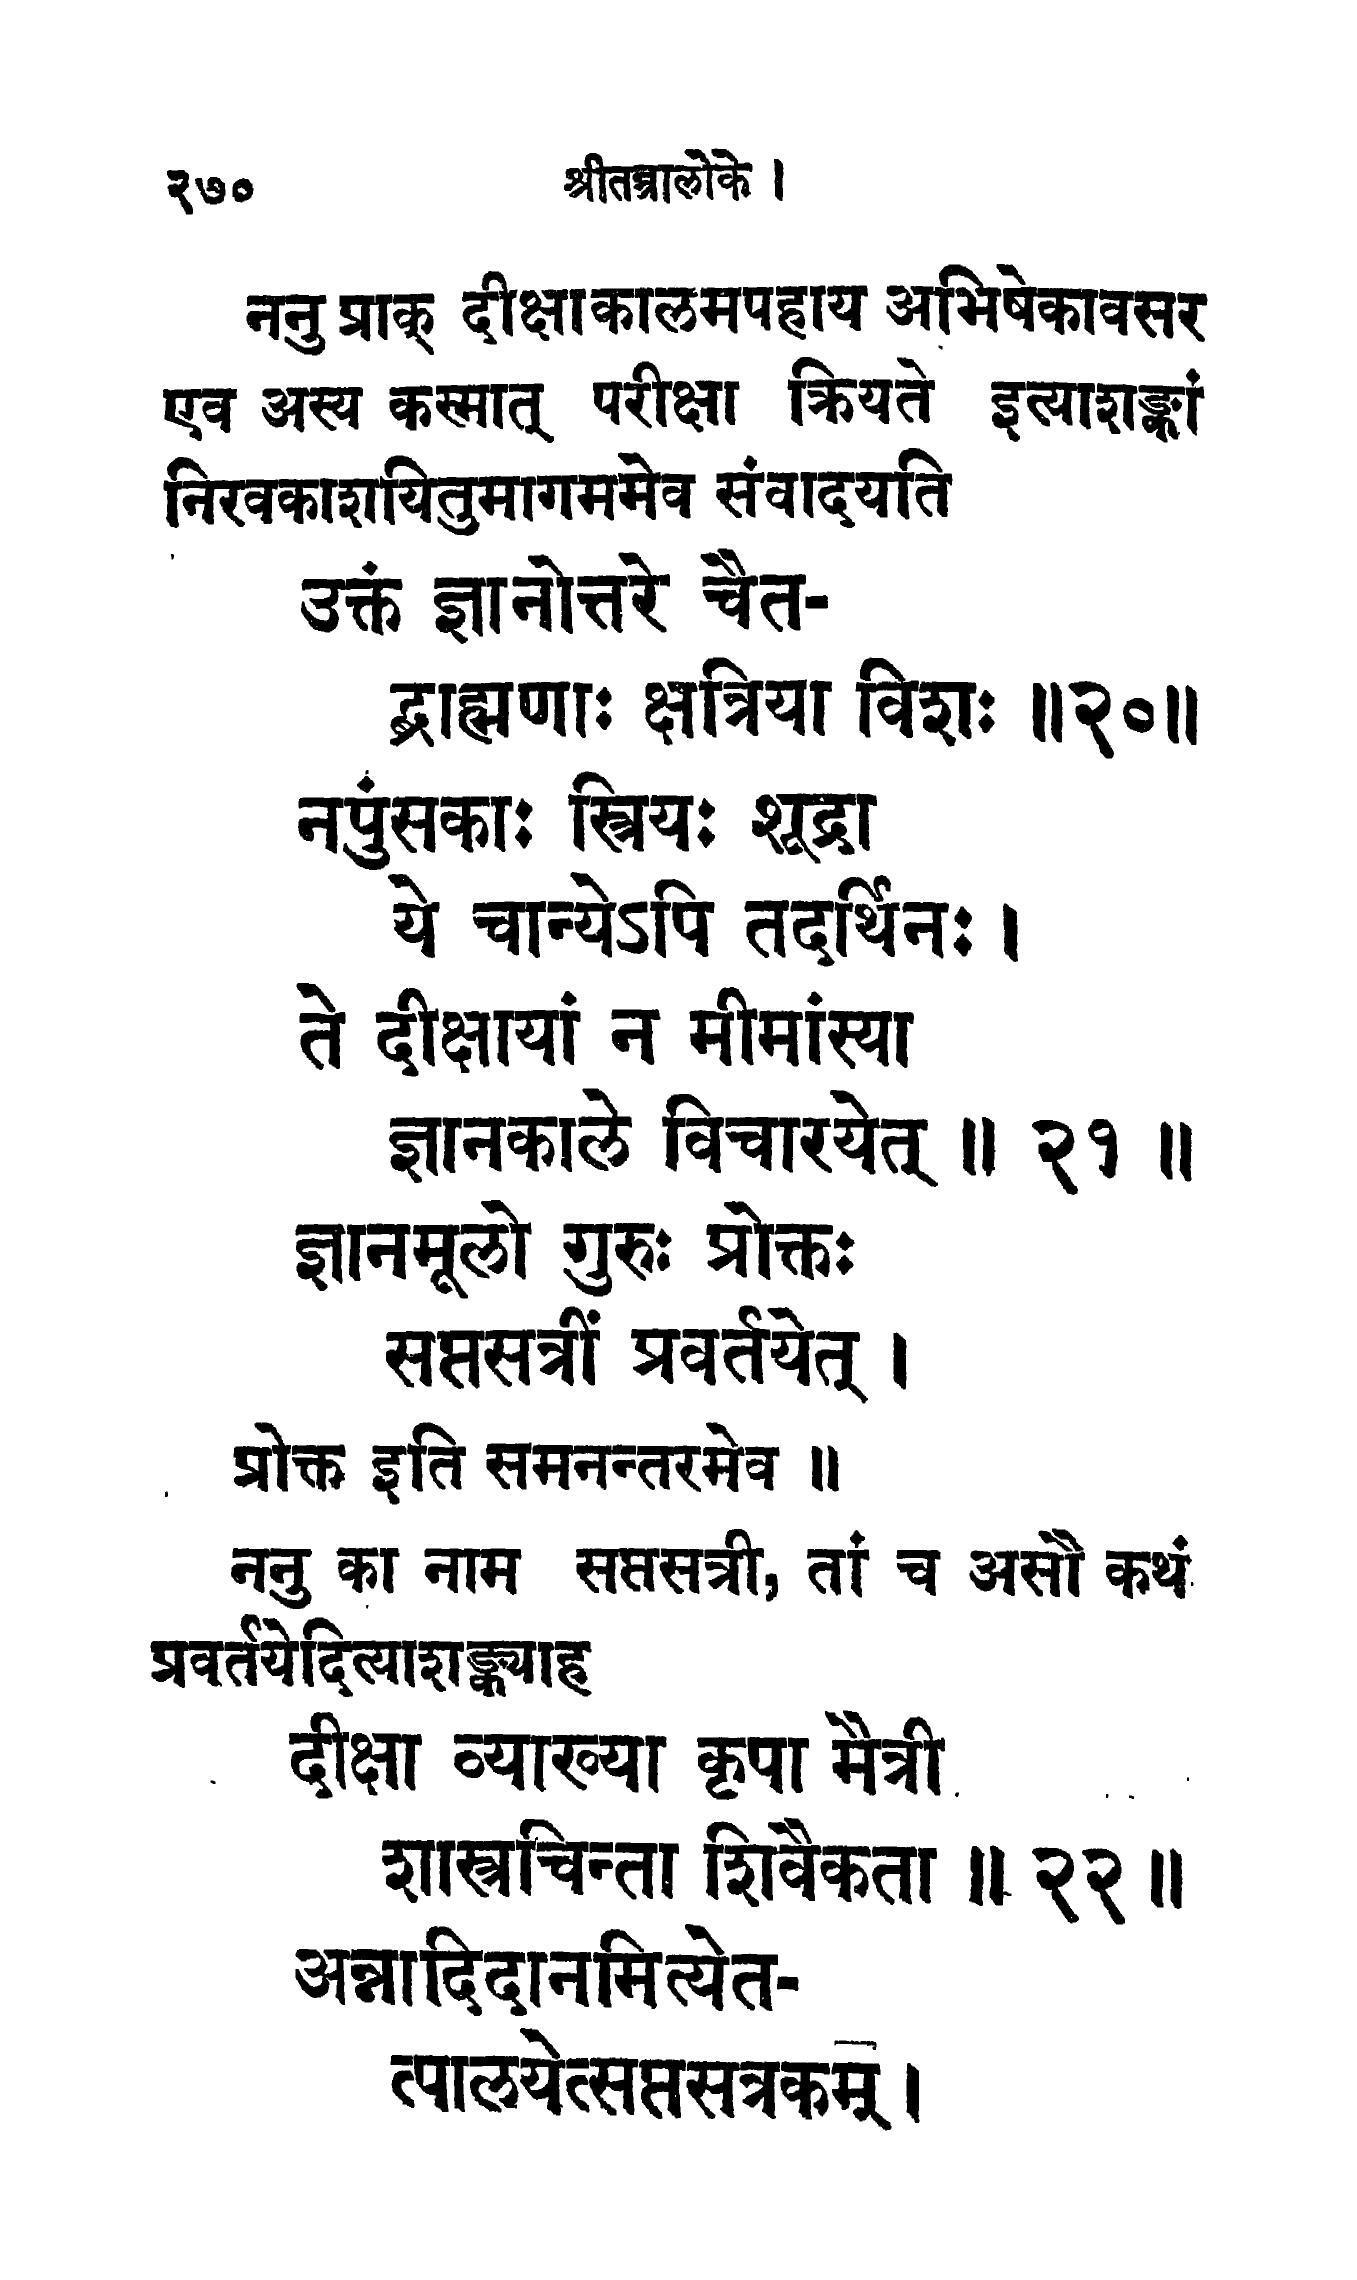 २७० श्रीतन्त्रालोके ।
ननु प्राक् दीक्षाकालमपहाय अभिषेकावसर
एव अस्य कस्मात् परीक्षा क्रियते इत्याशङ्कां
निरवकाशयितुमागममेव संवादयति
उक्तं ज्ञानोत्तरे चैत-
द्ब्राह्मणाः क्षत्रिया विशः ॥२०॥
नपुंसकाः स्त्रियः शूद्रा
ये चान्येऽपि तदर्थिनः ।
ते दीक्षायां न मीमांस्या
ज्ञानकाले विचारयेत् ॥ २१ ॥
ज्ञानमूलो गुरुः प्रोक्तः
सप्तसत्रीं प्रवर्तयेत् ।
प्रोक्त इति समनन्तरमेव ॥
ननु का नाम सप्तसत्री, तां च असौ कथं
प्रवर्तयेदित्याशङ्क्याह
दीक्षा व्याख्या कृपा मैत्री
शास्त्रचिन्ता शिवैकता ॥ २२ ॥
अन्नादिदानमित्येत-
त्पालयेत्सप्तसत्रकम् ।